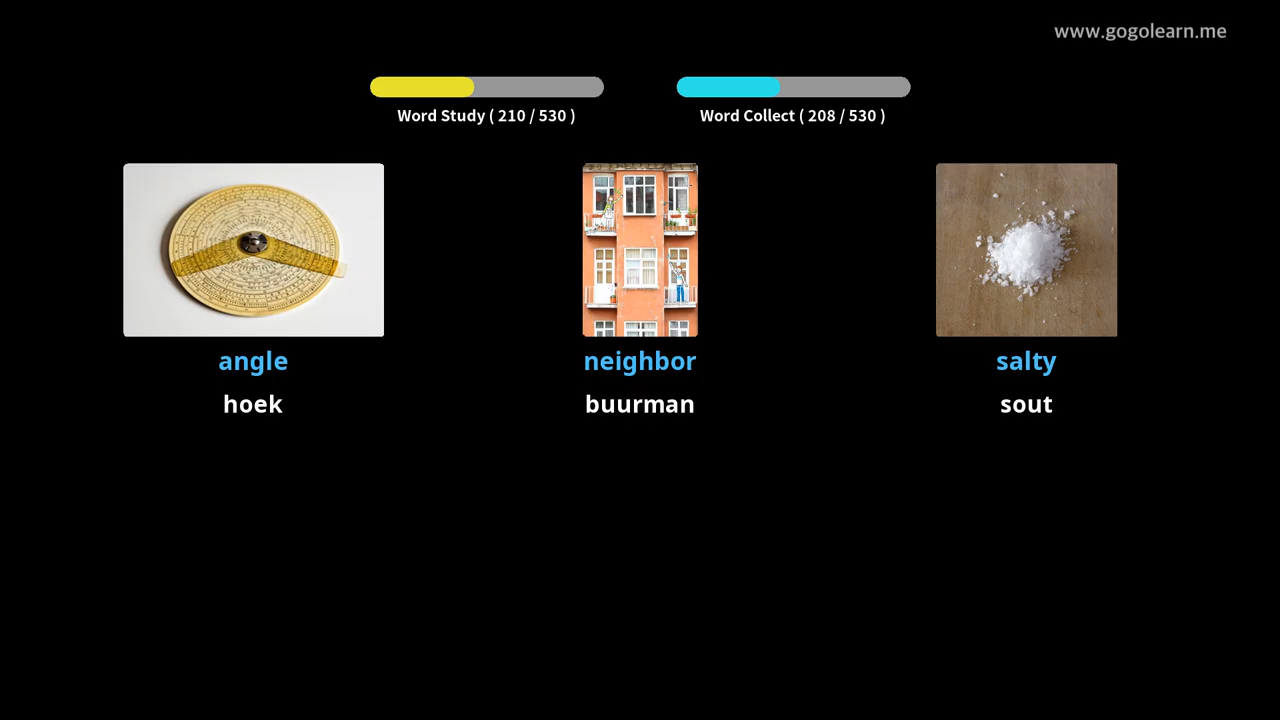 www.gogolearn.me
Word Study ( 210 / 530 )
Word Collect ( 208 / 530 )
angle
neighbor
salty
hoek
buurman
sout